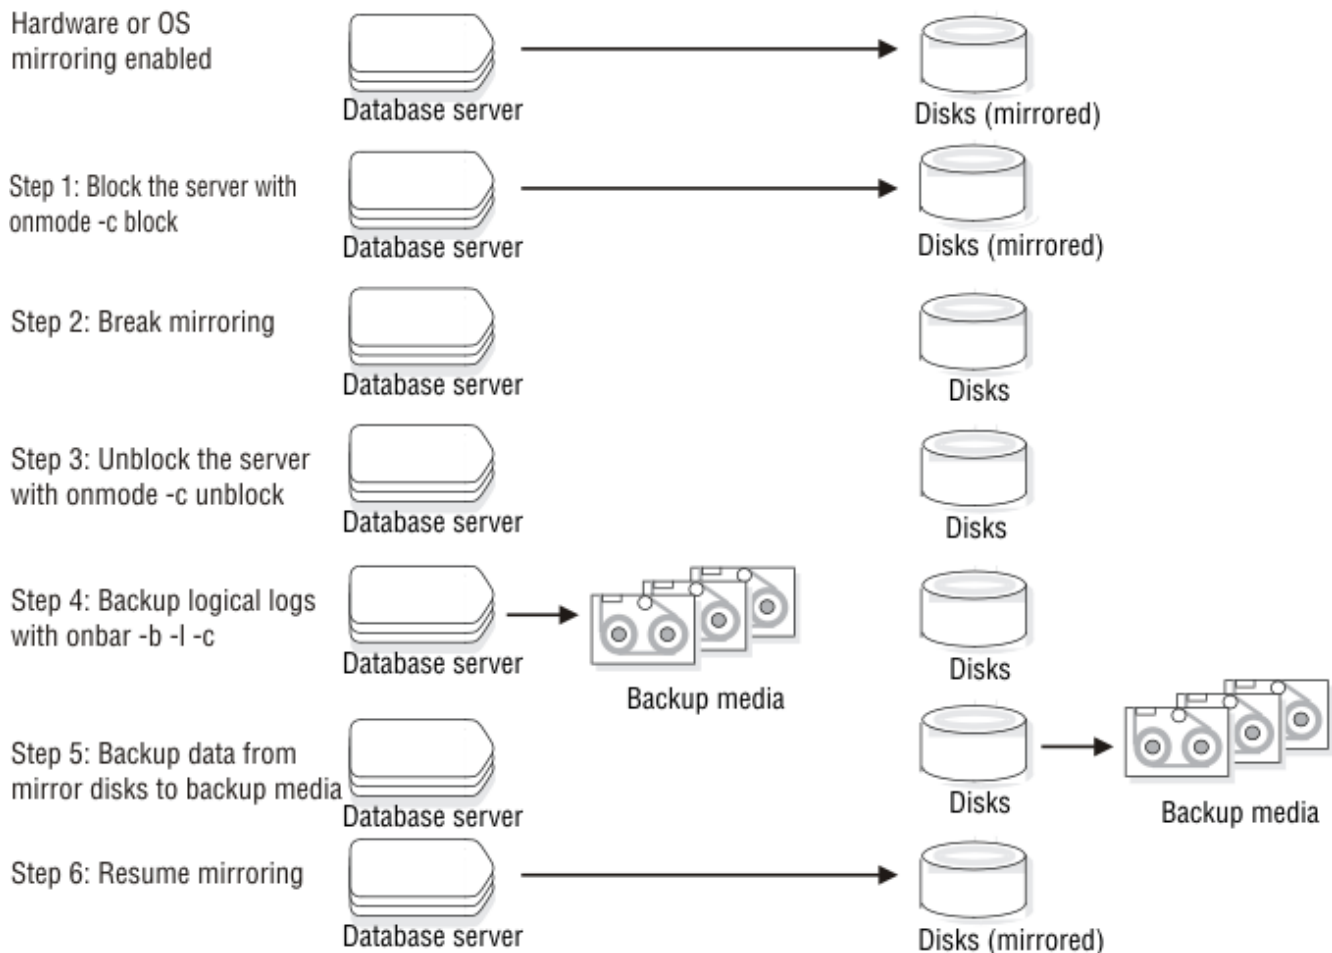 Hardware or OS
mirroring enabled
Database server
Disks (mirrored)
Step 1: Block the server with
onmode -c block
Database server
Disks (mirrored)
Step 2: Break mirroring
Database server
Disks
Step 3: Unblock the server
with onmode -c unblock
Database server
Disks
Step 4: Backup logical logs
with onbar -b -l -c
Database server
Backup media
Disks
Step 5: Backup data from
mirror disks to backup media
Database server
Disks
Backup media
Step 6: Resume mirroring
Database server
Disks (mirrored)